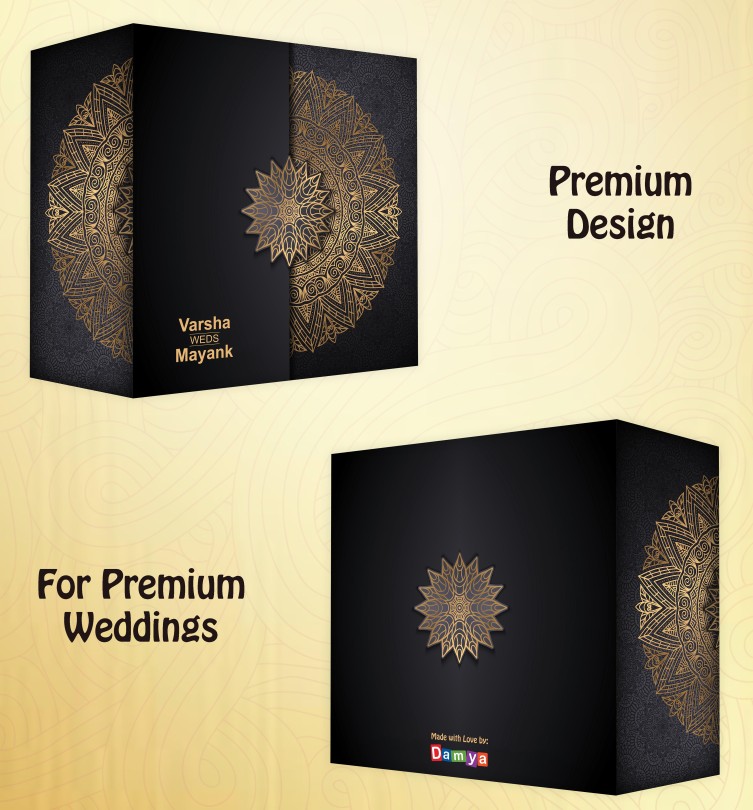 Premium
Design
Varsha
WEDS
Mayank
For Premium
Weddings
Made with Love by:
Damya